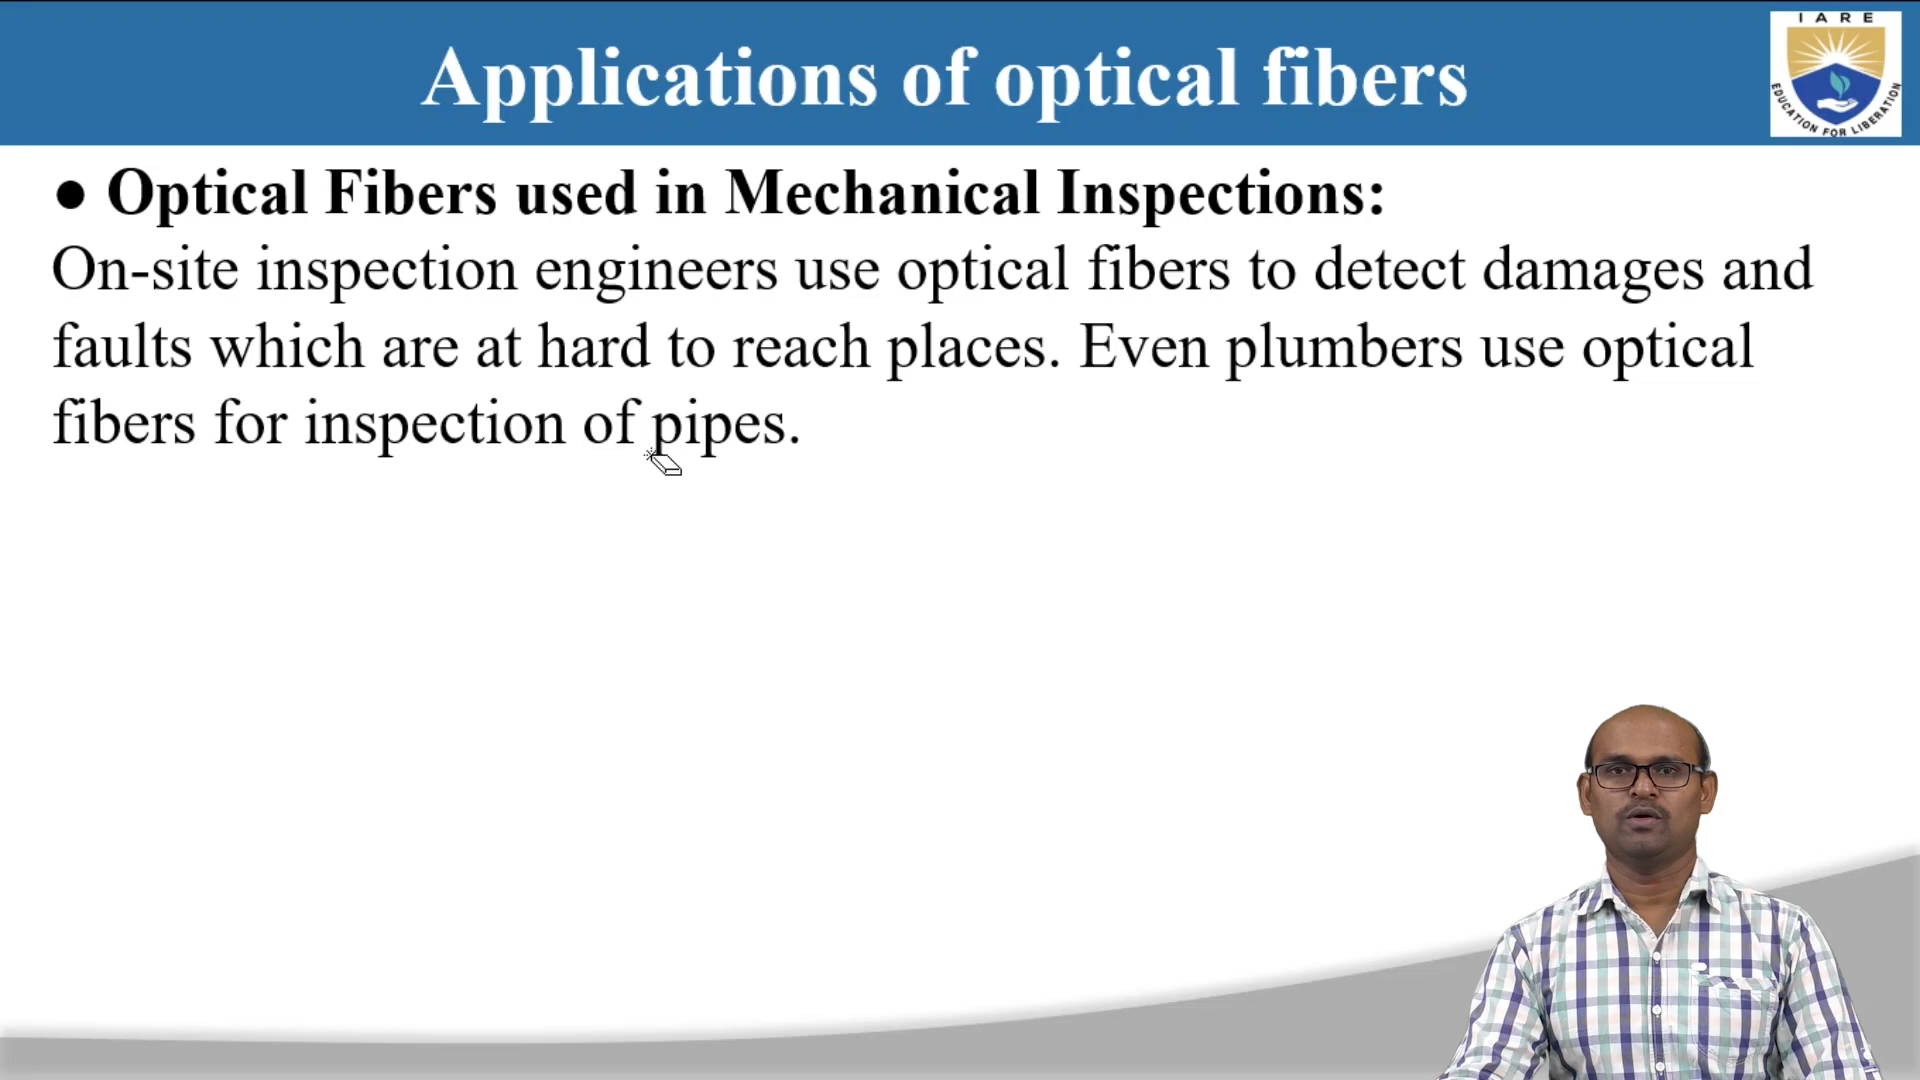 Applications of optical fibers
IARE
EDUCATION FOR LIBERATION
● Optical Fibers used in Mechanical Inspections:
On-site inspection engineers use optical fibers to detect damages and
faults which are at hard to reach places. Even plumbers use optical
fibers for inspection of pipes.